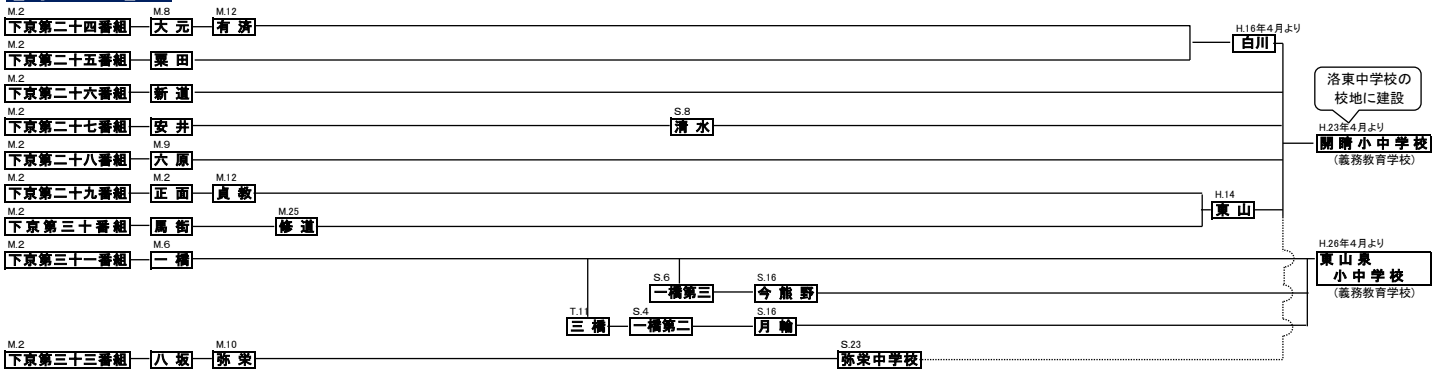 M.2 M.8 M.12
下京第二十四番組 大元 有済
H.16年4月より
白川
M.2
下京第二十五番組 粟田
M.2
下京第二十六番組 新道
洛東中学校の
校地に建設
M.2 S.8
下京第二十七番組 安井 清水
H.23年4月より
開晴小中学校
(義務教育学校)
M.2 M.9
下京第二十八番組 六原
M.2 M.2 M.12
下京第二十九番組 正面 貞教
H.14
東山
M.2 M.25
下京第三十番組 馬街 修道
M.2 M.6
下京第三十一番組 一橋
H.26年4月より
東山泉
小中学校
(義務教育学校)
S.6 S.16
一橋第三 今熊野
T.11 S.4 S.16
三橋 一橋第二 月輪
M.2 M.10 S.23
下京第三十三番組 八坂 弥栄 弥栄中学校